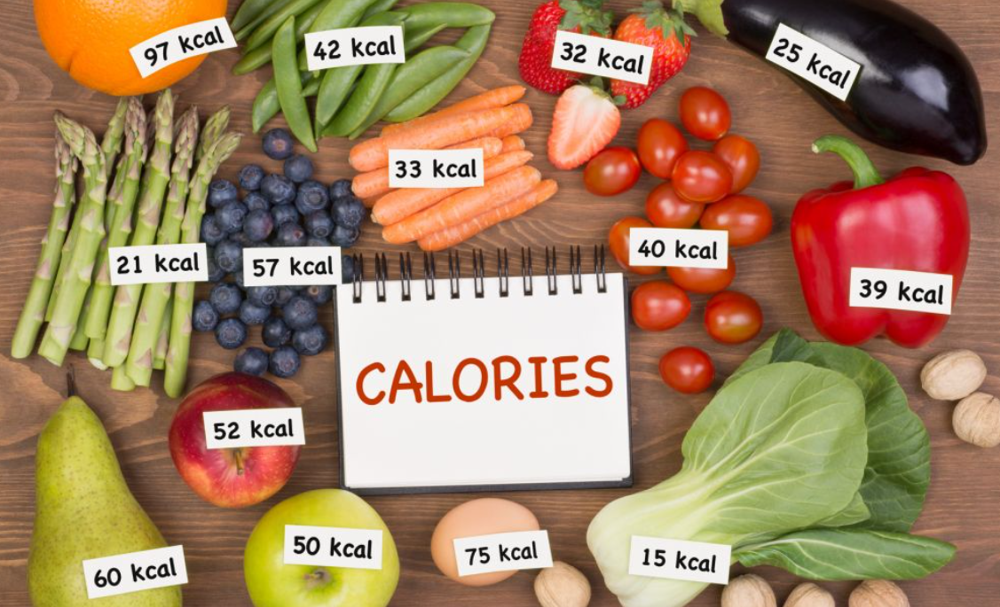 97 kcal
42 kcal
32 kcal
25 kcal
33 kcal
21 kcal
57 kcal
40 kcal
39 kcal
CALORIES
52 kcal
60 kcal
50 kcal
75 kcal
15 kcal